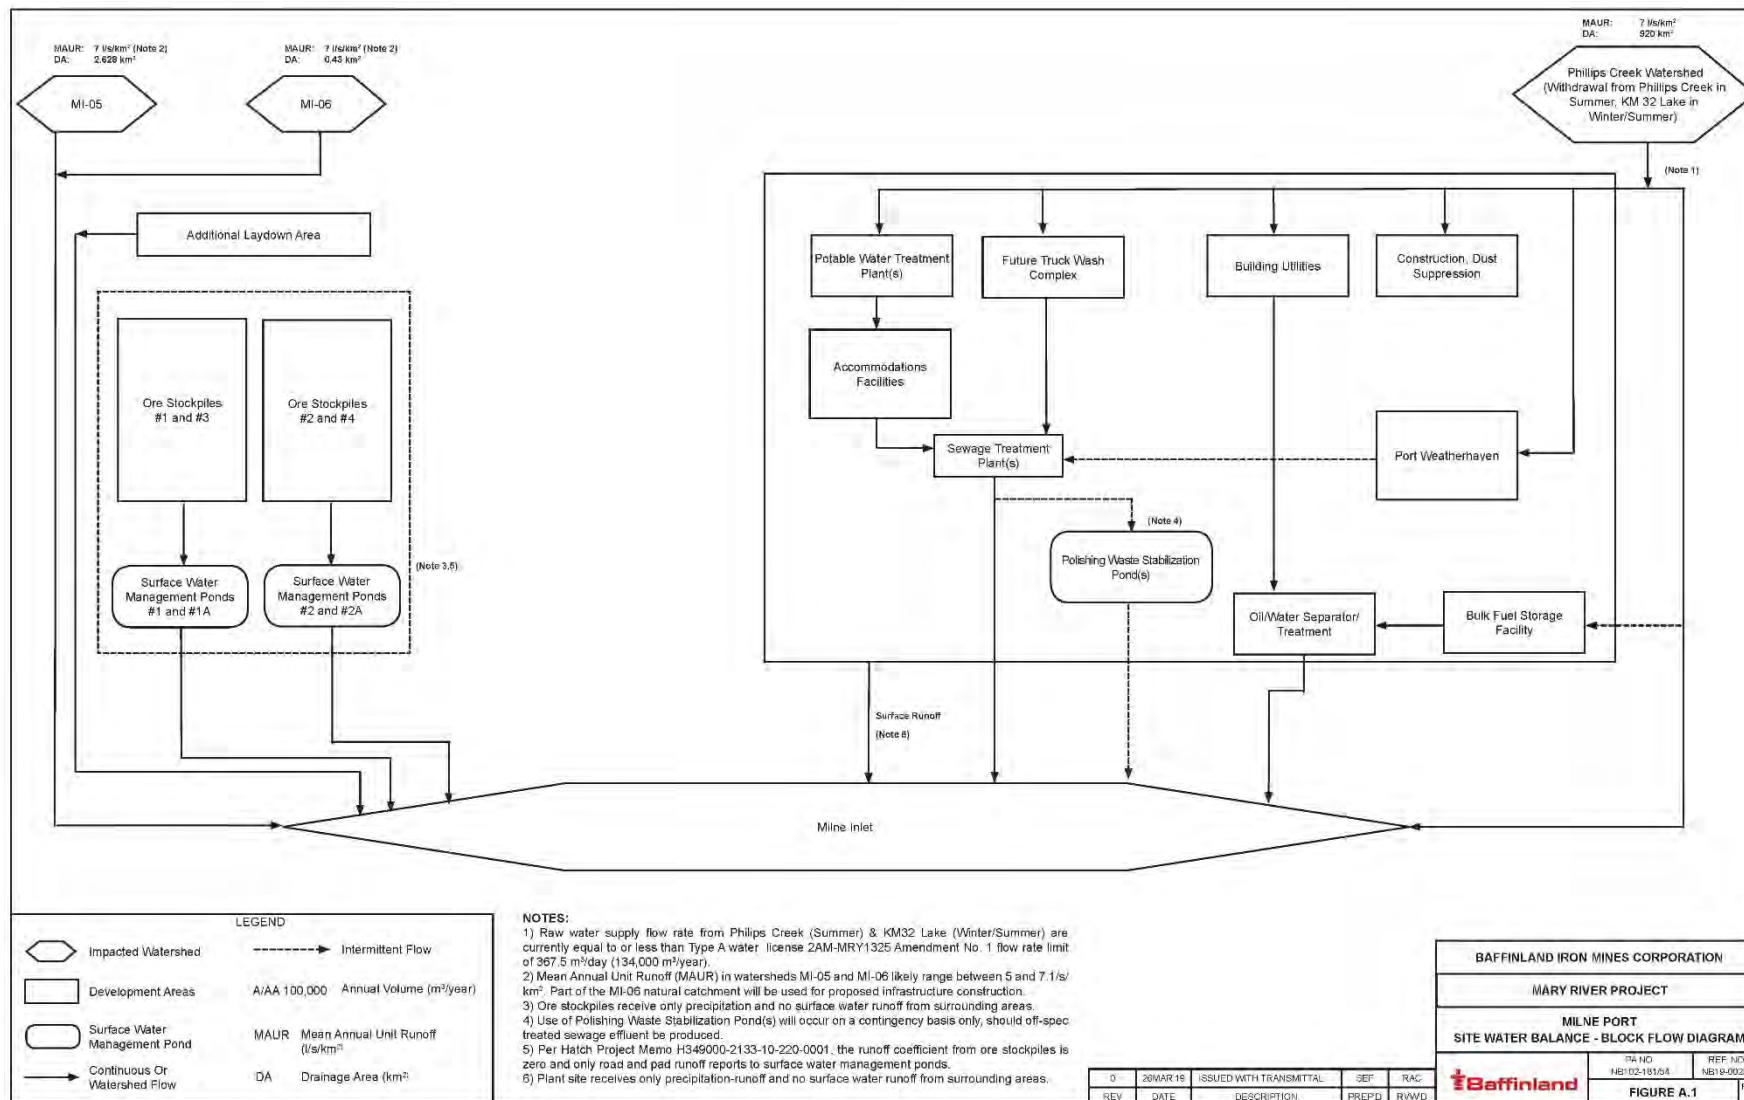 MAUR: 7 l/s/km² (Note 2)
DA: 2.628 km²
MI-05
MAUR: 7 l/s/km² (Note 2)
DA: 0.43 km²
MI-06
MAUR: 7 l/s/km²
DA: 920 km²
Phillips Creek Watershed
(Withdrawal from Phillips Creek in
Summer, KM 32 Lake in
Winter/Summer)
(Note 1)
Additional Laydown Area
Ore Stockpiles
#1 and #3
Ore Stockpiles
#2 and #4
Surface Water
Management Ponds
#1 and #1A
Surface Water
Management Ponds
#2 and #2A
(Note 3,5)
Potable Water Treatment
Plant(s)
Future Truck Wash
Complex
Building Utilities
Construction, Dust
Suppression
Accommodations
Facilities
Sewage Treatment
Plant(s)
Port Weatherhaven
(Note 4)
Polishing Waste Stabilization
Pond(s)
Oil/Water Separator/
Treatment
Bulk Fuel Storage
Facility
Surface Runoff
(Note 6)
Milne Inlet
LEGEND
Impacted Watershed
Intermittent Flow
Development Areas
A/AA 100,000 Annual Volume (m³/year)
Surface Water
Management Pond
MAUR Mean Annual Unit Runoff
(l/s/km²)
Continuous Or
Watershed Flow
DA Drainage Area (km²)
NOTES:
1) Raw water supply flow rate from Philips Creek (Summer) & KM32 Lake (Winter/Summer) are
currently equal to or less than Type A water license 2AM-MRY1325 Amendment No. 1 flow rate limit
of 367.5 m³/day (134,000 m³/year).
2) Mean Annual Unit Runoff (MAUR) in watersheds MI-05 and MI-06 likely range between 5 and 7.1/s/
km². Part of the MI-06 natural catchment will be used for proposed infrastructure construction.
3) Ore stockpiles receive only precipitation and no surface water runoff from surrounding areas.
4) Use of Polishing Waste Stabilization Pond(s) will occur on a contingency basis only, should off-spec
treated sewage effluent be produced.
5) Per Hatch Project Memo H349000-2133-10-220-0001, the runoff coefficient from ore stockpiles is
zero and only road and pad runoff reports to surface water management ponds.
6) Plant site receives only precipitation-runoff and no surface water runoff from surrounding areas.
0 26MAR'19 ISSUED WITH TRANSMITTAL SEF RAC
REV DATE DESCRIPTION PREP'D RVW'D
BAFFINLAND IRON MINES CORPORATION
MARY RIVER PROJECT
MILNE PORT
SITE WATER BALANCE - BLOCK FLOW DIAGRAM
Baffinland
P/A NO.
NB102-181/54
REF. NO
FIGURE A.1